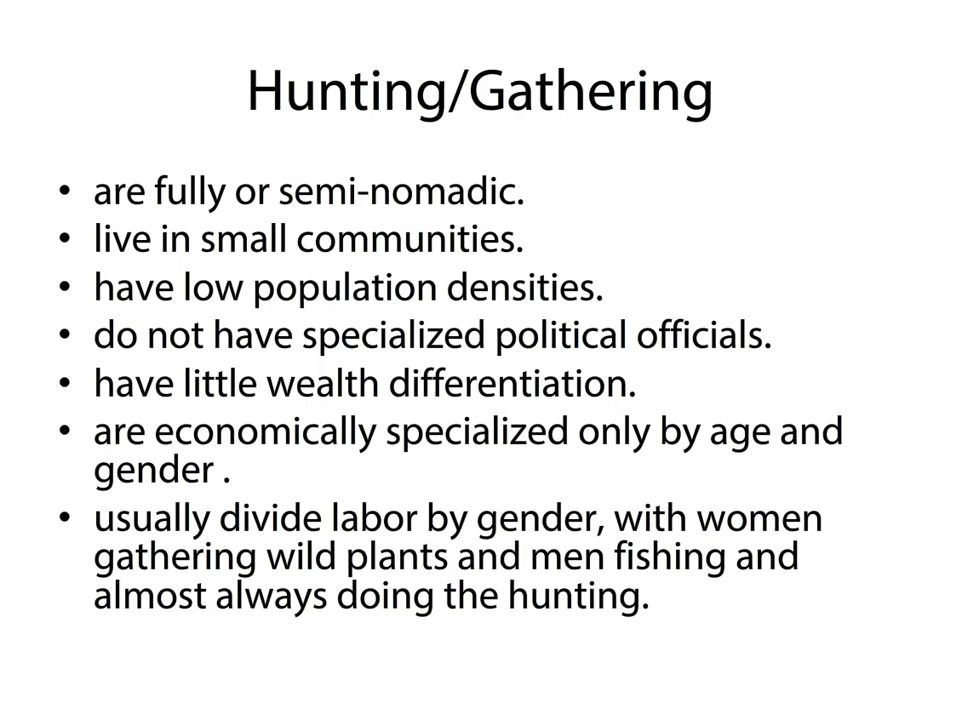 Hunting/Gathering
• are fully or semi-nomadic.
• live in small communities.
• have low population densities.
• do not have specialized political officials.
• have little wealth differentiation.
• are economically specialized only by age and
gender .
• usually divide labor by gender, with women
gathering wild plants and men fishing and
almost always doing the hunting.